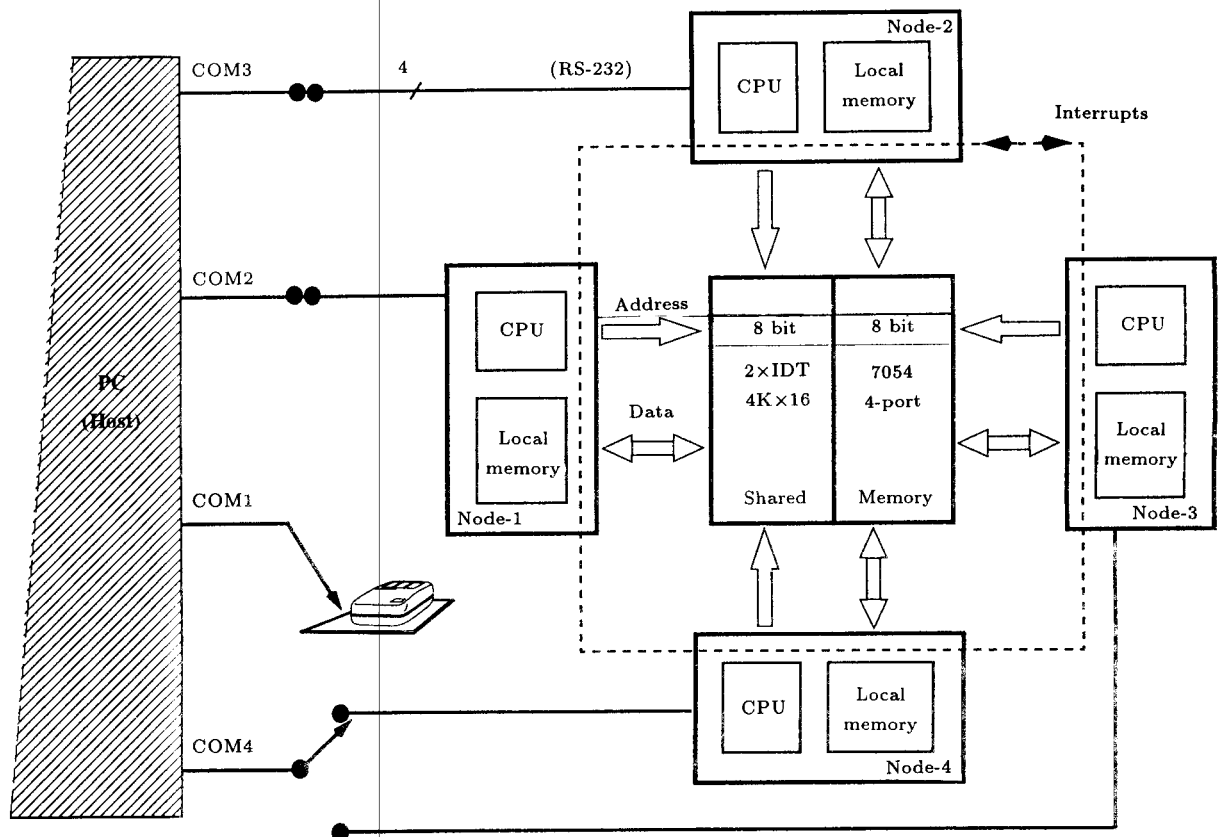 Node-2
COM3
4
(RS-232)
CPU
Local
memory
Interrupts
COM2
Address
CPU
8 bit
8 bit
CPU
2×IDT
7054
PC
(Host)
4K×16
4-port
Data
Local
memory
Local
memory
COM1
Shared
Memory
Node-1
Node-3
CPU
Local
memory
COM4
Node-4